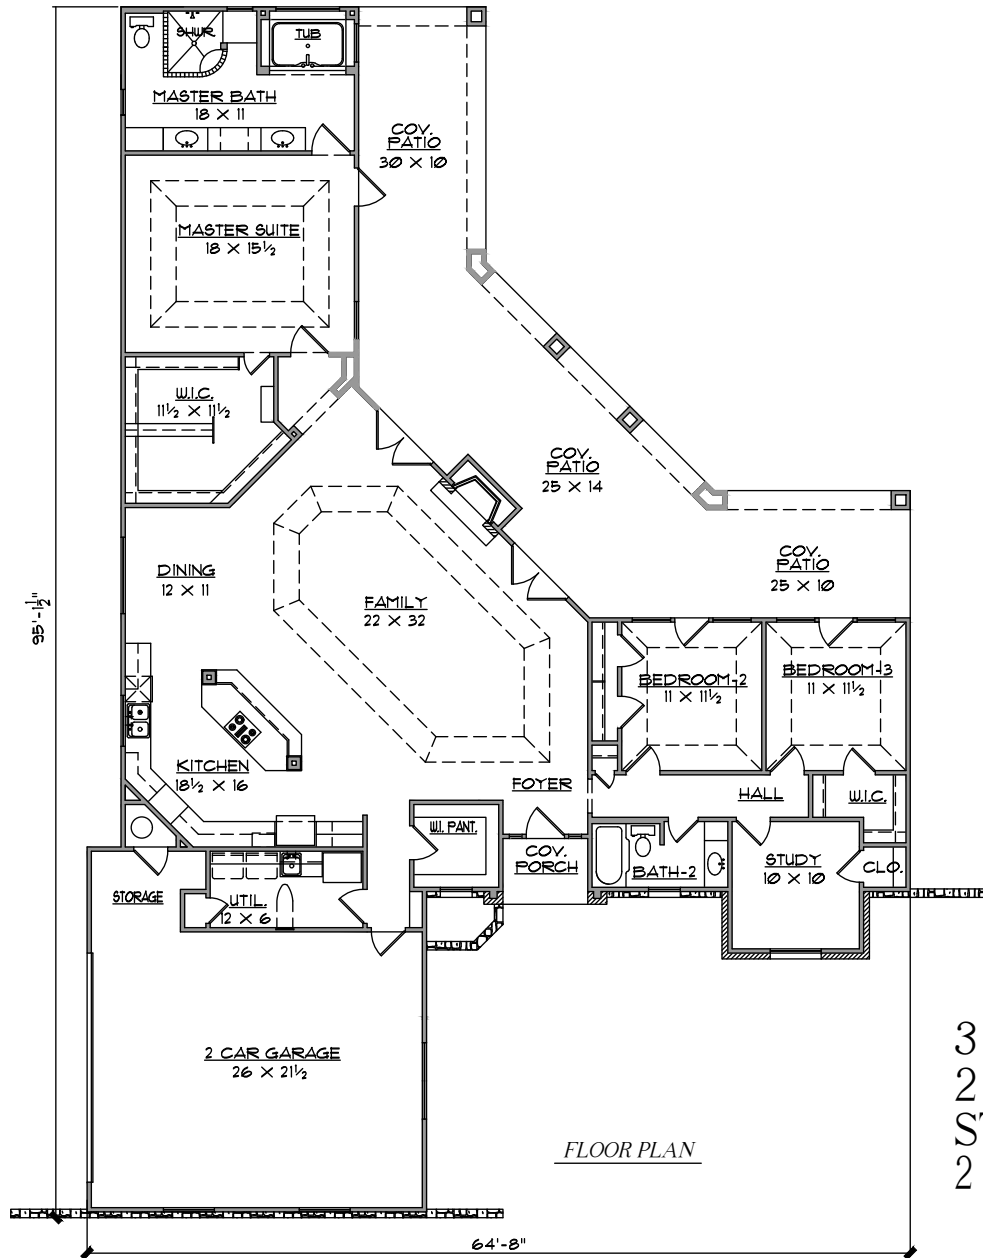 SHWR
TUB
MASTER BATH
18 X 11
COV.
PATIO
30 X 10
MASTER SUITE
18 X 15½
W.I.C.
11½ X 11½
COV.
PATIO
25 X 14
COV.
PATIO
25 X 10
DINING
12 X 11
FAMILY
22 X 32
95'-1½"
BEDROOM-2
11 X 11½
BEDROOM-3
11 X 11½
KITCHEN
18½ X 16
FOYER
HALL
W.I.C.
W.I. PANT.
COV.
PORCH
BATH-2
STUDY
10 X 10
CLO.
STORAGE
UTIL.
12 X 6
2 CAR GARAGE
26 X 21½
3
2
ST
2
FLOOR PLAN
64'-8"